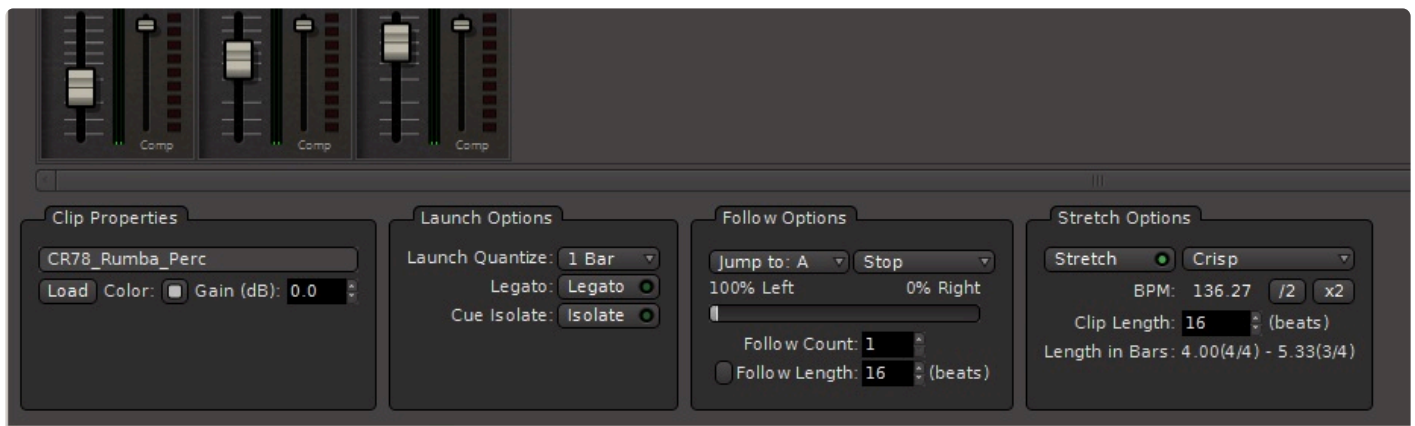 Comp Comp Comp
Clip Properties
CR78_Rumba_Perc
Load Color: Gain (dB): 0.0
Launch Options
Launch Quantize: 1 Bar
Legato: Legato
Cue Isolate: Isolate
Follow Options
Jump to: A Stop
100% Left 0% Right
Follow Count: 1
Follow Length: 16 (beats)
Stretch Options
Stretch Crisp
BPM: 136.27 /2 x2
Clip Length: 16 (beats)
Length in Bars: 4.00(4/4) - 5.33(3/4)